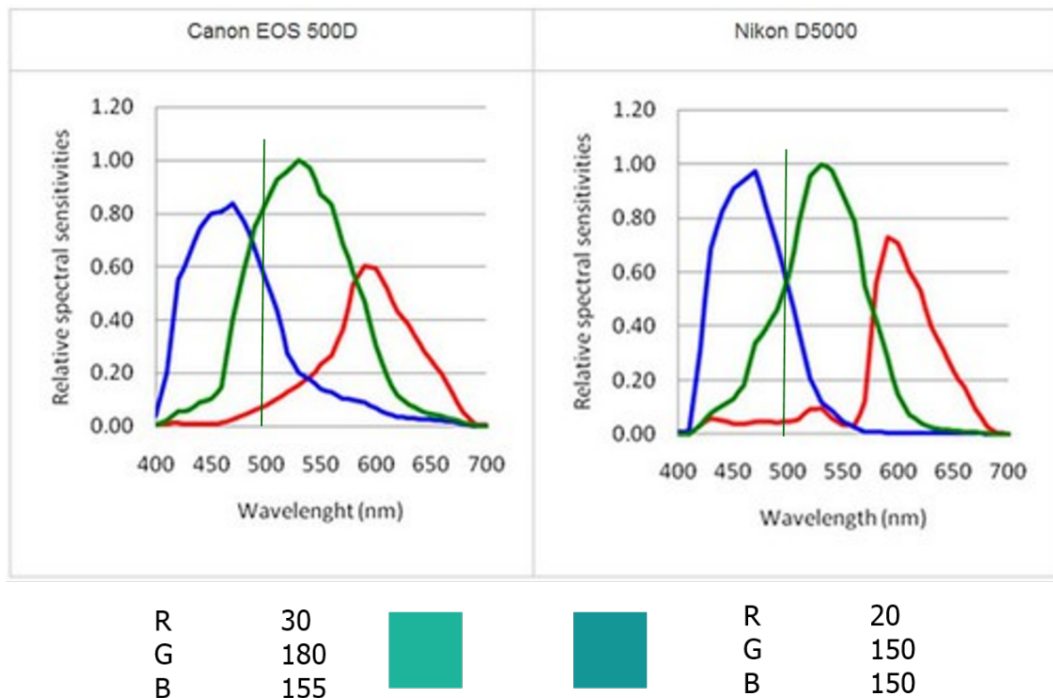 Canon EOS 500D
Nikon D5000
Relative spectral sensitivities
1.20
1.00
0.80
0.60
0.40
0.20
0.00
400 450 500 550 600 650 700
Wavelenght (nm)
Relative spectral sensitivities
1.20
1.00
0.80
0.60
0.40
0.20
0.00
400 450 500 550 600 650 700
Wavelength (nm)
R 30
G 180
B 155
R 20
G 150
B 150